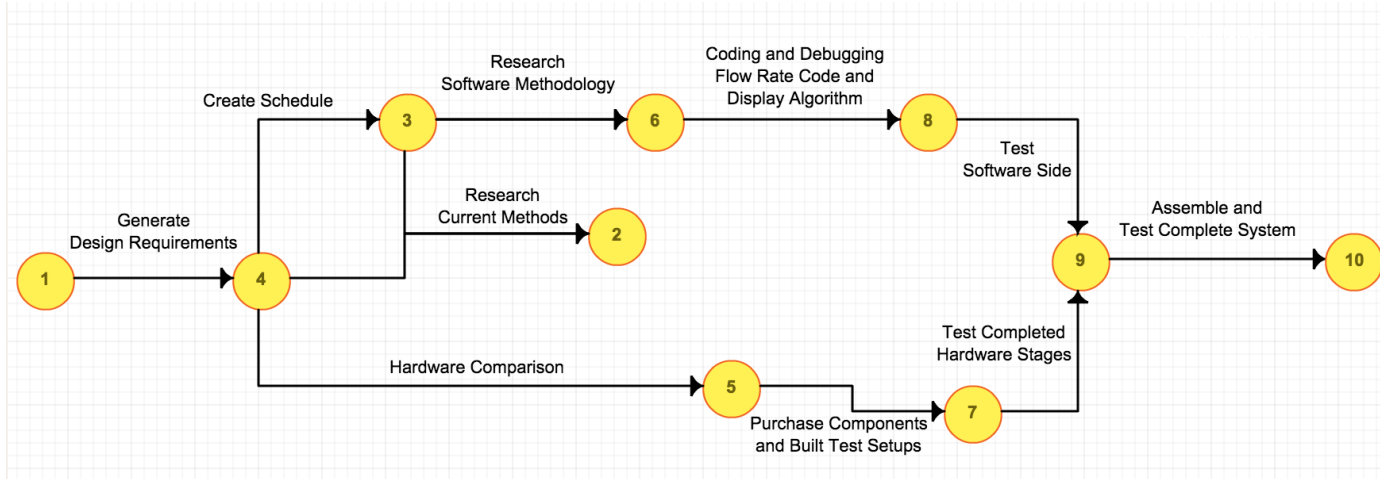 Coding and Debugging
Flow Rate Code and
Display Algorithm
Research
Software Methodology
Create Schedule
3
6
8
Test
Software Side
Research
Current Methods
2
Generate
Design Requirements
Assemble and
Test Complete System
1
4
9
10
Test Completed
Hardware Stages
Hardware Comparison
5
7
Purchase Components
and Built Test Setups